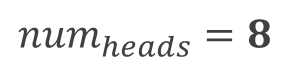 num_heads = 8